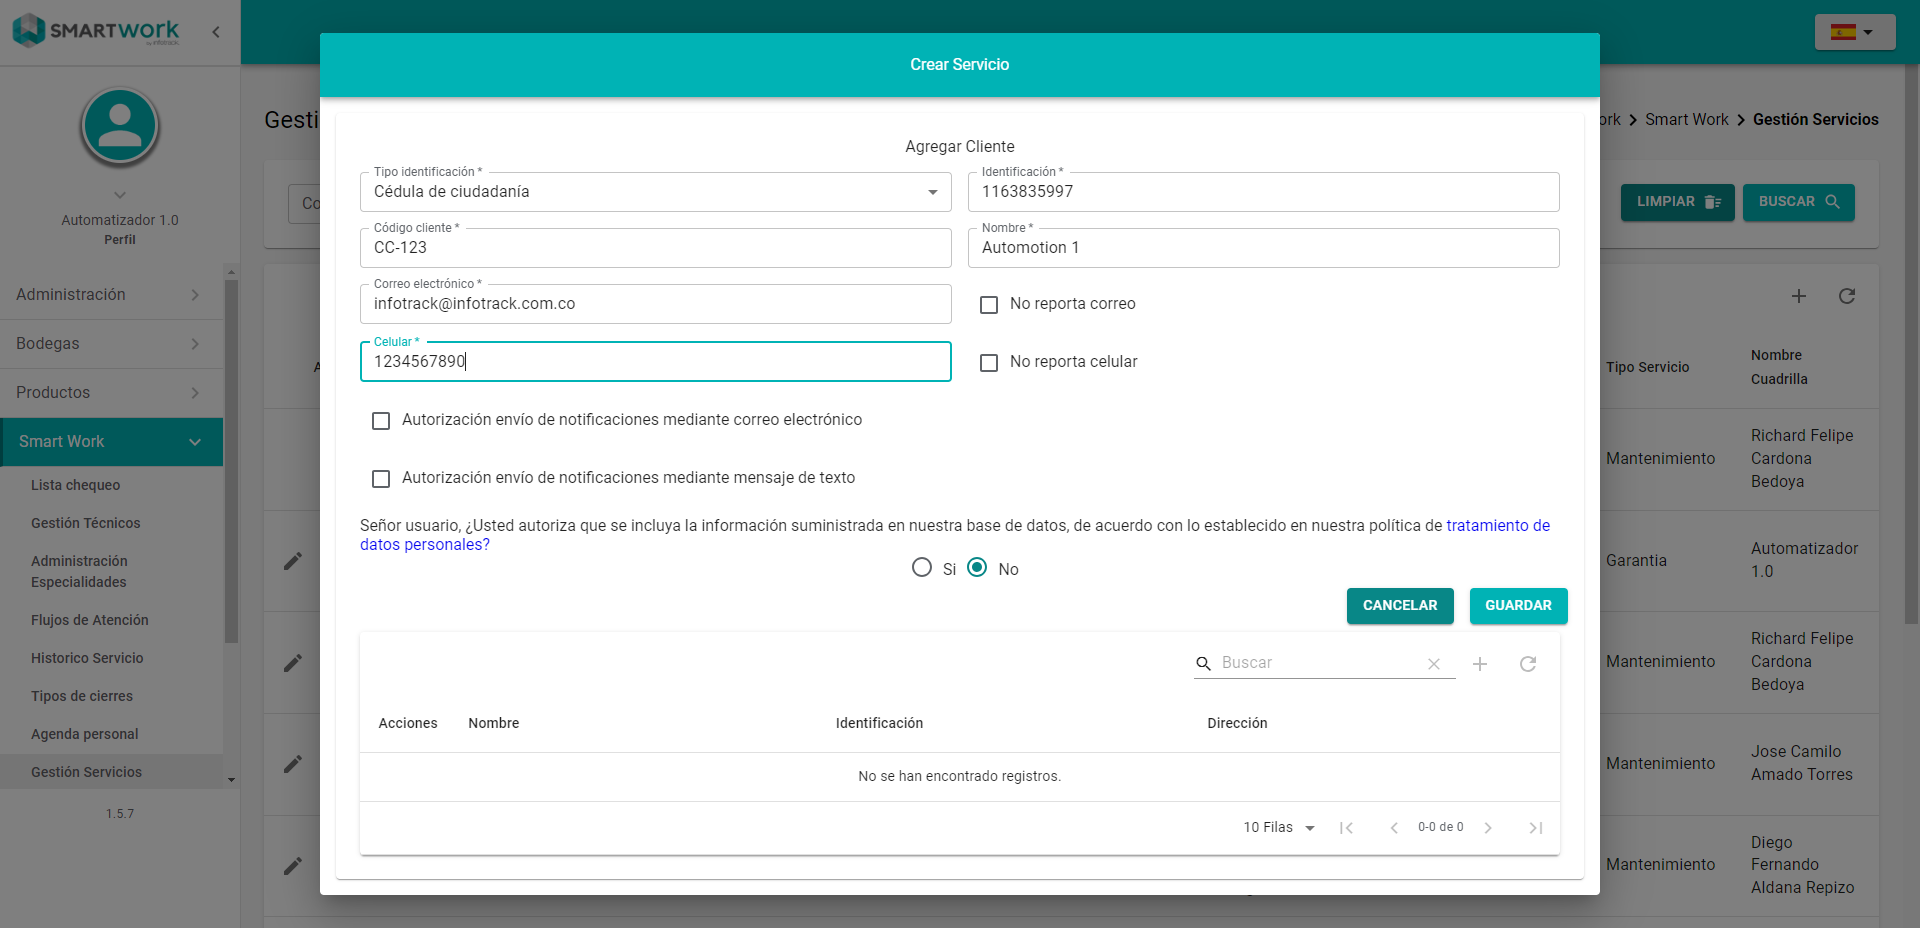 SMARTWORK
by infotrack
Crear Servicio
Gesti
ork > Smart Work > Gestión Servicios
Automatizador 1.0
Perfil
Co
LIMPIAR
BUSCAR
Administración
Bodegas
Productos
Smart Work
Lista chequeo
Gestión Técnicos
Administración
Especialidades
Flujos de Atención
Historico Servicio
Tipos de cierres
Agenda personal
Gestión Servicios
1.5.7
Agregar Cliente
Tipo identificación *
Cédula de ciudadanía
Identificación *
1163835997
Código cliente *
CC-123
Nombre *
Automotion 1
Correo electrónico *
infotrack@infotrack.com.co
No reporta correo
Celular *
1234567890
No reporta celular
Autorización envío de notificaciones mediante correo electrónico
Autorización envío de notificaciones mediante mensaje de texto
Señor usuario, ¿Usted autoriza que se incluya la información suministrada en nuestra base de datos, de acuerdo con lo establecido en nuestra política de tratamiento de
datos personales?
Si
No
CANCELAR
GUARDAR
Buscar
Acciones
Nombre
Identificación
Dirección
No se han encontrado registros.
10 Filas
0-0 de 0
A
Tipo Servicio
Nombre
Cuadrilla
Mantenimiento
Richard Felipe
Cardona
Bedoya
Garantia
Automatizador
1.0
Mantenimiento
Richard Felipe
Cardona
Bedoya
Mantenimiento
Jose Camilo
Amado Torres
Mantenimiento
Diego
Fernando
Aldana Repizo